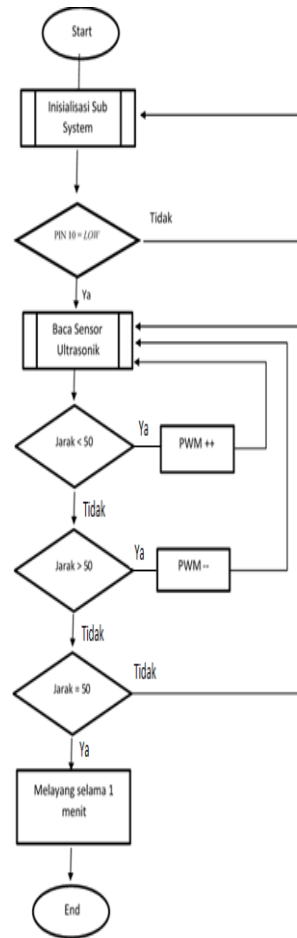 Start
Inisialisasi Sub
System
Tidak
PIN 10 = LOW
Ya
Baca Sensor
Ultrasonik
Ya
Jarak < 50
PWM ++
Tidak
Ya
Jarak > 50
PWM --
Tidak
Tidak
Jarak = 50
Ya
Melayang selama 1
menit
End